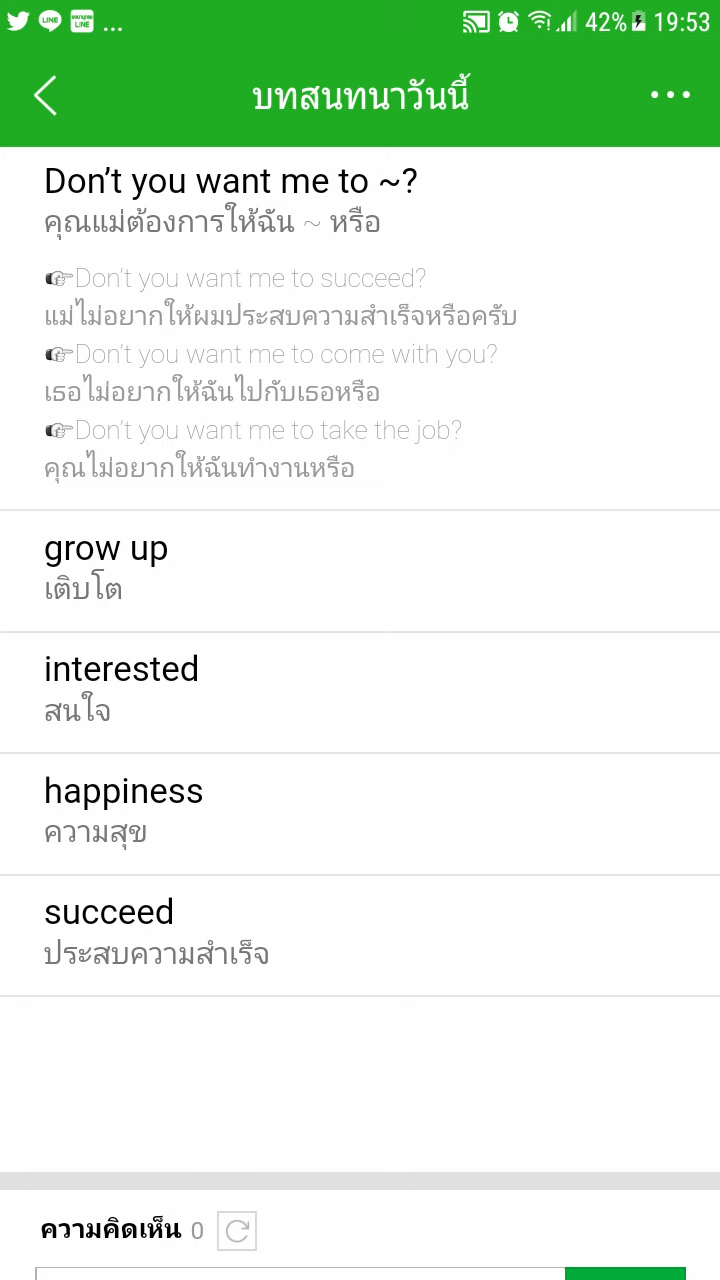 LINE
LINE
...
42%
19:53
บทสนทนาวันนี้
Don't you want me to ~?
คุณแม่ต้องการให้ฉัน ~ หรือ
👉Don't you want me to succeed?
แม่ไม่อยากให้ผมประสบความสำเร็จหรือครับ
👉Don't you want me to come with you?
เธอไม่อยากให้ฉันไปกับเธอหรือ
👉Don't you want me to take the job?
คุณไม่อยากให้ฉันทำงานหรือ
grow up
เติบโต
interested
สนใจ
happiness
ความสุข
succeed
ประสบความสำเร็จ
ความคิดเห็น 0